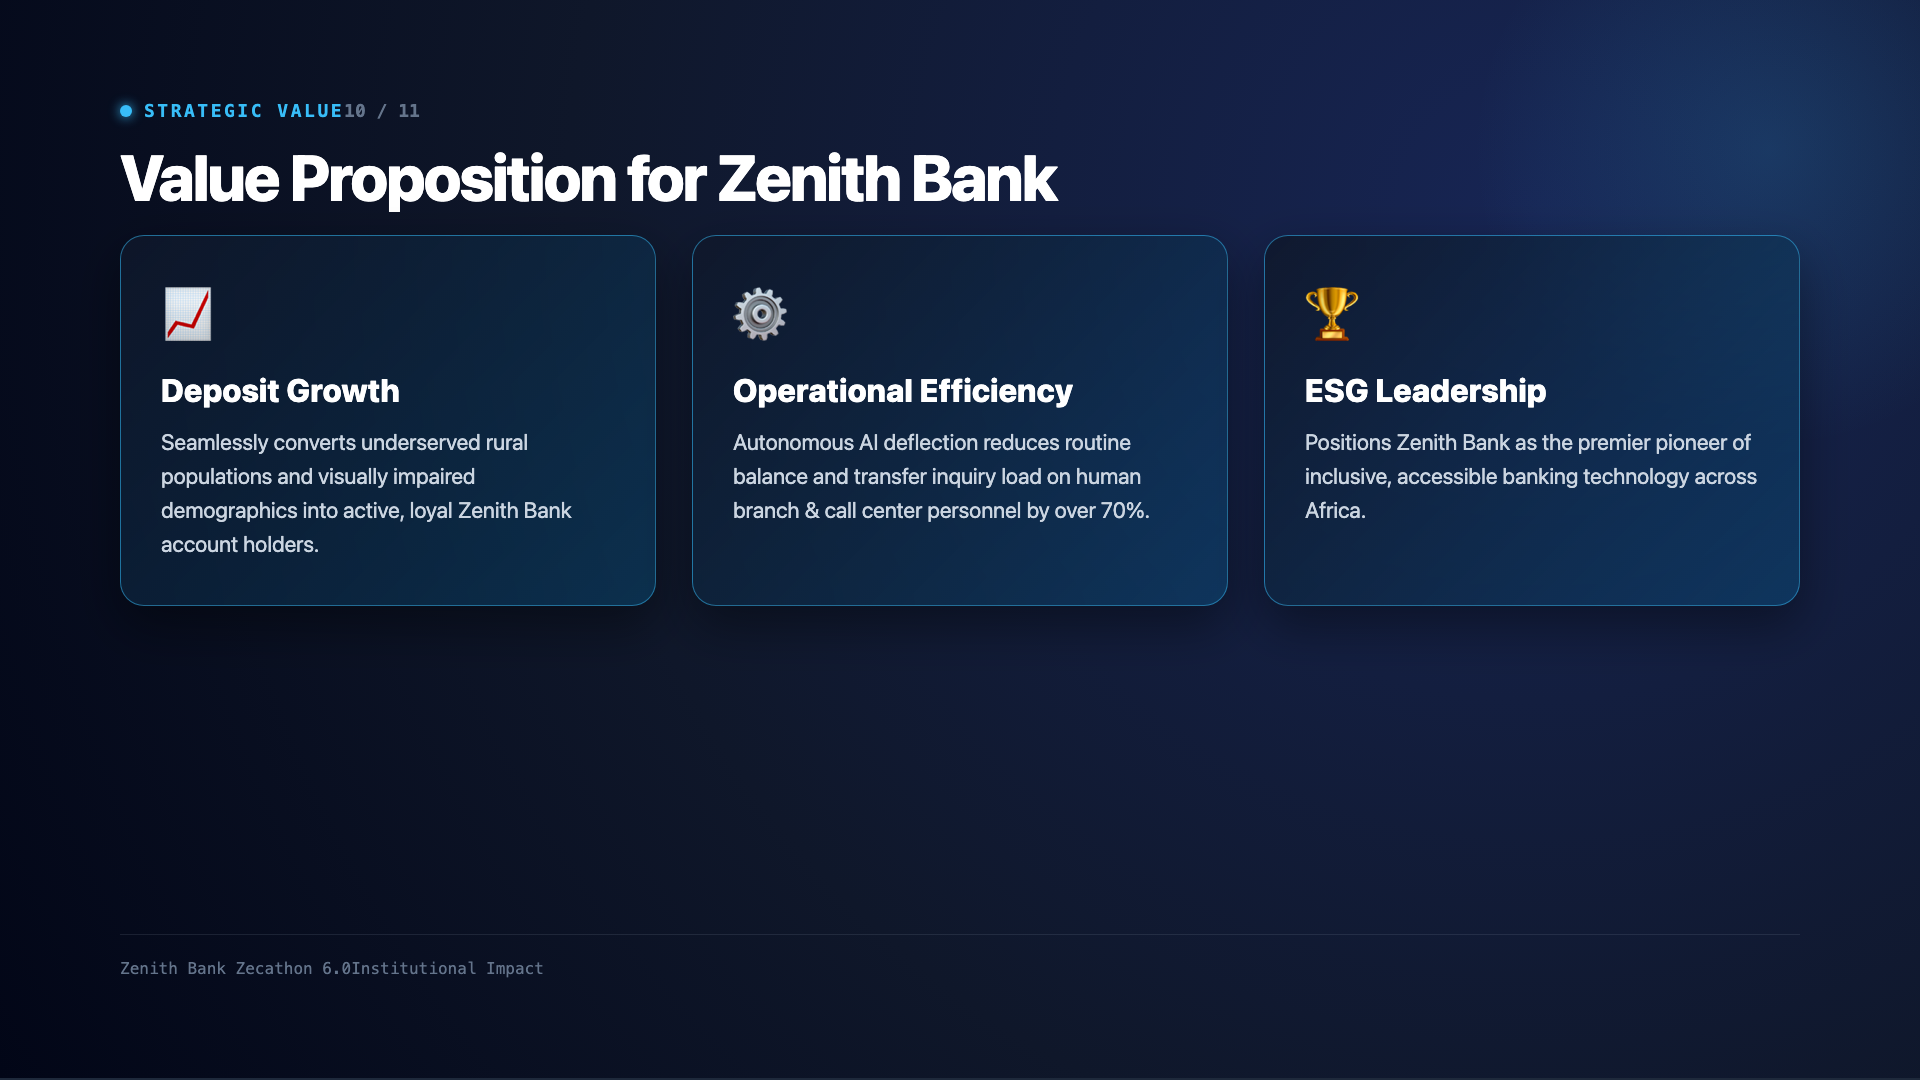 STRATEGIC VALUE10 / 11
Value Proposition for Zenith Bank
Deposit Growth
Seamlessly converts underserved rural
populations and visually impaired
demographics into active, loyal Zenith Bank
account holders.
Operational Efficiency
Autonomous AI deflection reduces routine
balance and transfer inquiry load on human
branch & call center personnel by over 70%.
ESG Leadership
Positions Zenith Bank as the premier pioneer of
inclusive, accessible banking technology across
Africa.
Zenith Bank Zecathon 6.0Institutional Impact